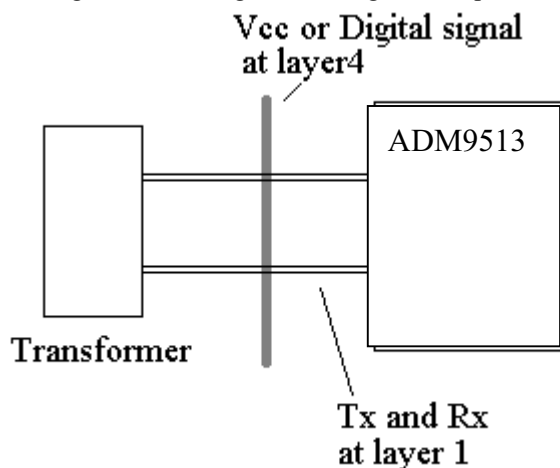 Vcc or Digital signal
at layer4
ADM9513
Transformer
Tx and Rx
at layer 1